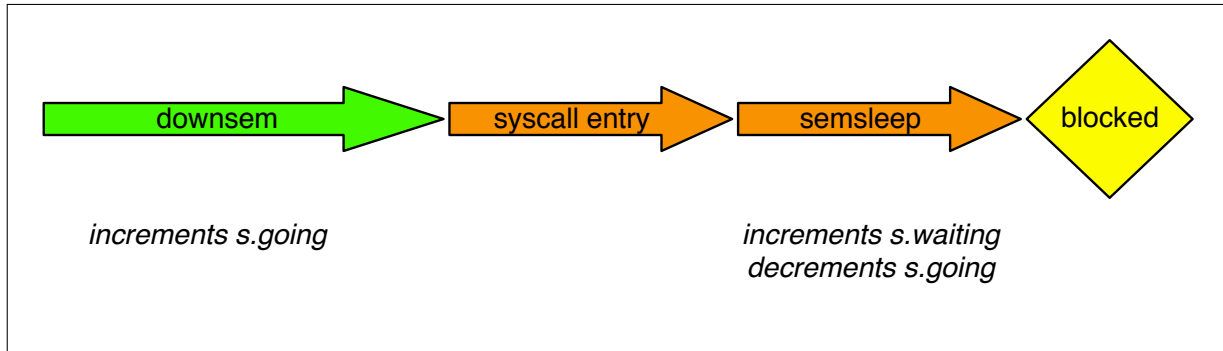 downsem
syscall entry
semsleep
blocked
increments s.going
increments s.waiting
decrements s.going